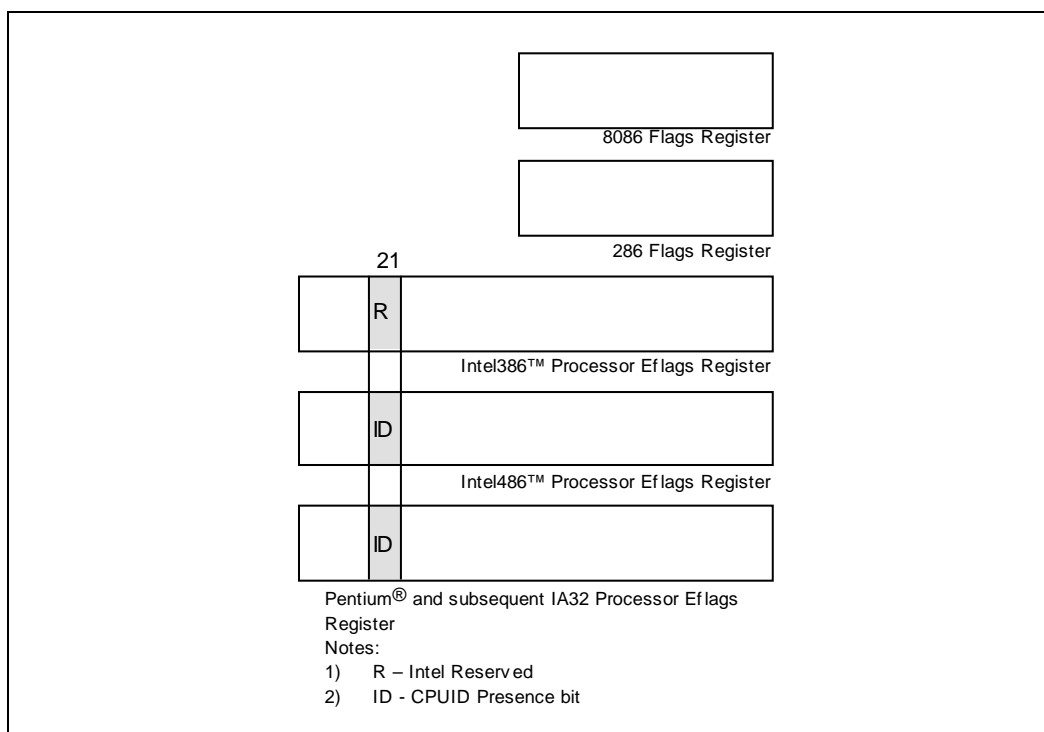 8086 Flags Register
286 Flags Register
21
R
Intel386™ Processor Eflags Register
ID
Intel486™ Processor Eflags Register
ID
Pentium® and subsequent IA32 Processor Eflags
Register
Notes:
1) R – Intel Reserved
2) ID - CPUID Presence bit